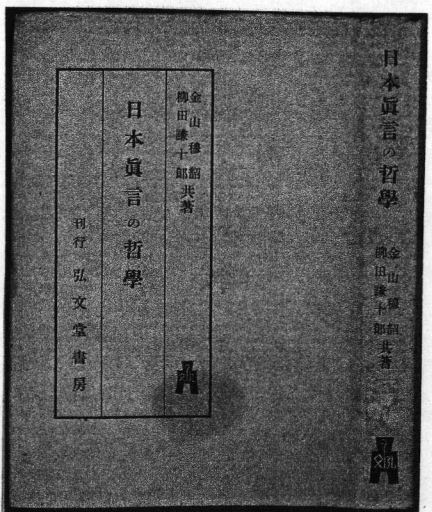 金山穆韶
柳田謙十郎
共著
日本眞言の哲學
刊行 弘文堂書房
日本眞言の哲學
金山穆韶
柳田謙十郎
共著